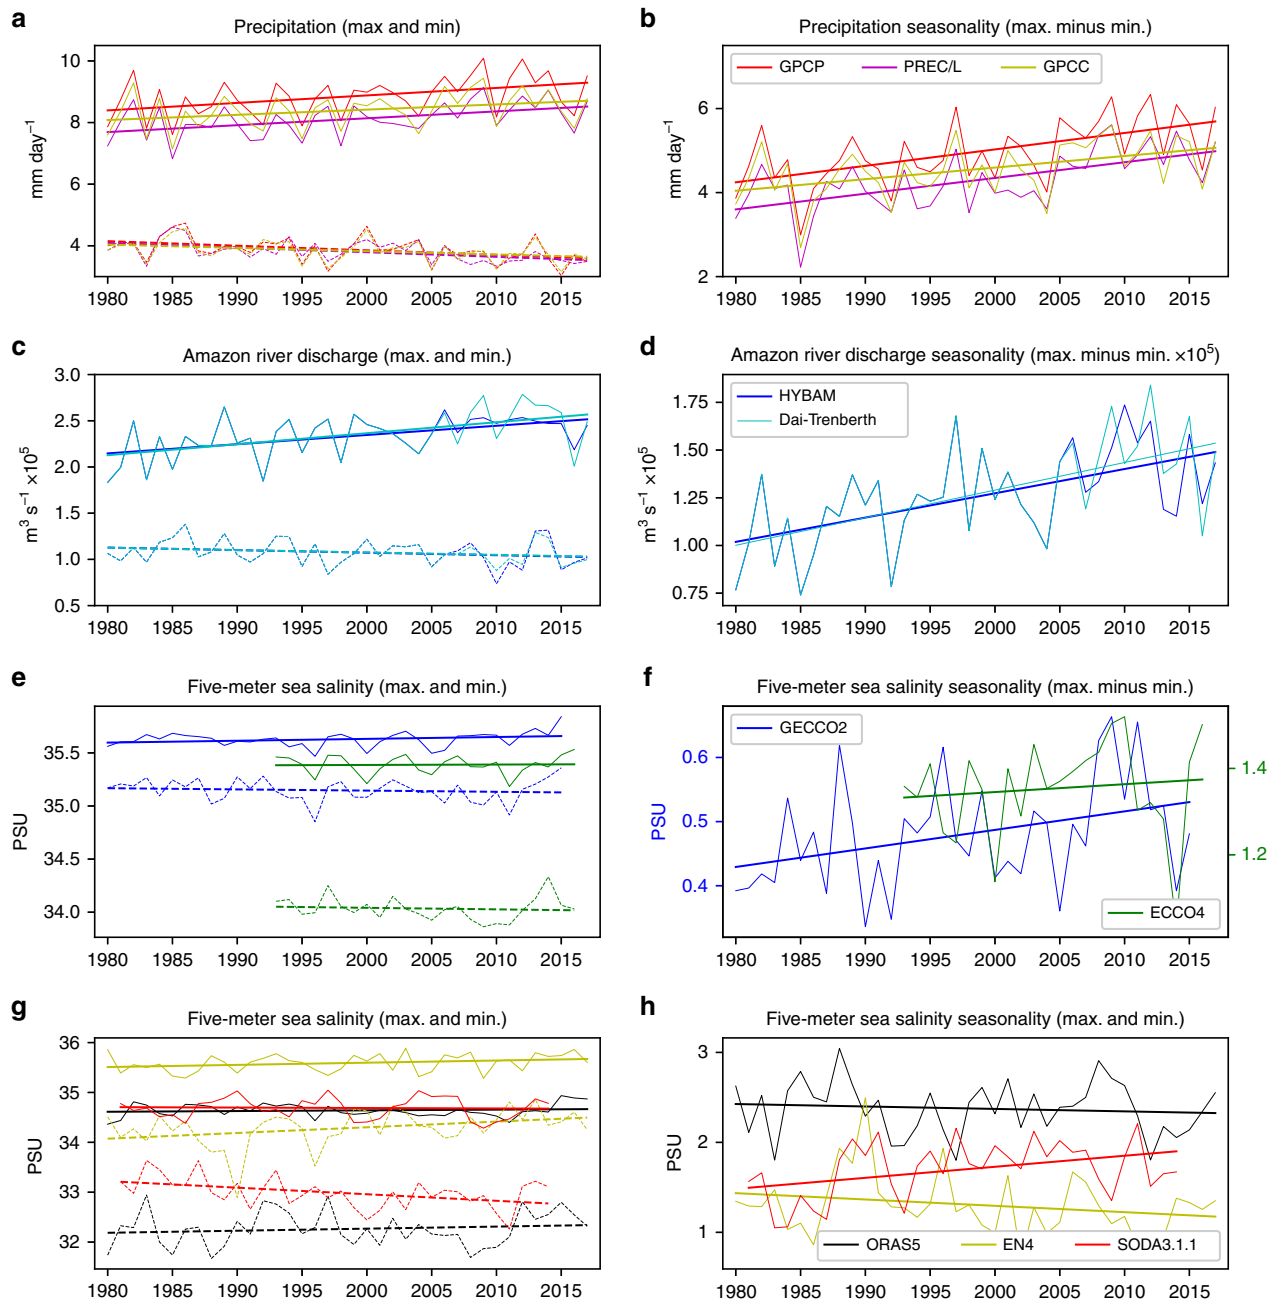 a
Precipitation (max and min)
mm day⁻¹
10
8
6
4
1980 1985 1990 1995 2000 2005 2010 2015
b
Precipitation seasonality (max. minus min.)
GPCP PREC/L GPCC
mm day⁻¹
6
4
2
1980 1985 1990 1995 2000 2005 2010 2015
c
Amazon river discharge (max. and min.)
m³ s⁻¹ ×10⁵
3.0
2.5
2.0
1.5
1.0
0.5
1980 1985 1990 1995 2000 2005 2010 2015
d
Amazon river discharge seasonality (max. minus min. ×10⁵)
HYBAM
Dai-Trenberth
m³ s⁻¹ ×10⁵
1.75
1.50
1.25
1.00
0.75
1980 1985 1990 1995 2000 2005 2010 2015
e
Five-meter sea salinity (max. and min.)
PSU
35.5
35.0
34.5
34.0
1980 1985 1990 1995 2000 2005 2010 2015
f
Five-meter sea salinity seasonality (max. minus min.)
GECCO2
PSU
0.6
0.5
0.4
1.4
1.2
ECCO4
1980 1985 1990 1995 2000 2005 2010 2015
g
Five-meter sea salinity (max. and min.)
PSU
36
35
34
33
32
1980 1985 1990 1995 2000 2005 2010 2015
h
Five-meter sea salinity seasonality (max. and min.)
PSU
3
2
1
ORAS5 EN4 SODA3.1.1
1980 1985 1990 1995 2000 2005 2010 2015